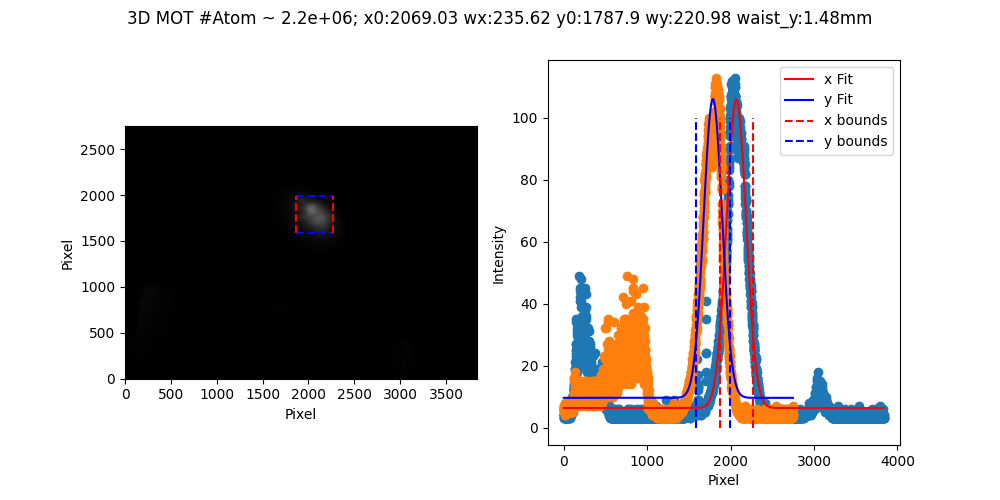 3D MOT #Atom ~ 2.2e+06; x0:2069.03 wx:235.62 y0:1787.9 wy:220.98 waist_y:1.48mm
2500
2000
1500
1000
500
0
Pixel
0 500 1000 1500 2000 2500 3000 3500
Pixel
100
80
60
40
20
0
Intensity
0 1000 2000 3000 4000
Pixel
x Fit
y Fit
x bounds
y bounds